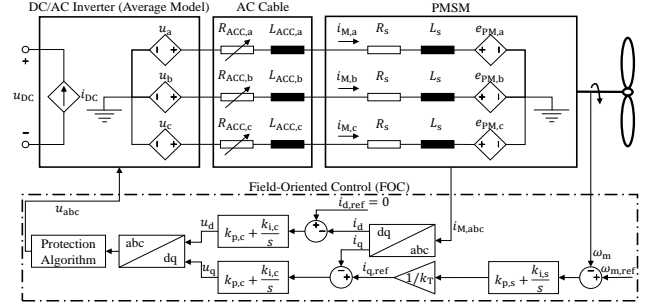 DC/AC Inverter (Average Model) AC Cable PMSM
u_a R_ACC,a L_ACC,a i_M,a R_s L_s e_PM,a
+
u_DC i_DC
u_b R_ACC,b L_ACC,b i_M,b R_s L_s e_PM,b
−
u_c R_ACC,c L_ACC,c i_M,c R_s L_s e_PM,c
Field-Oriented Control (FOC)
u_abc
i_d,ref = 0
i_M,abc
u_d k_p,c + k_i,c/s − + i_d dq
i_q abc
Protection Algorithm abc dq
ω_m
u_q k_p,c + k_i,c/s − + i_q,ref 1/k_T k_p,s + k_i,s/s − + ω_m,ref